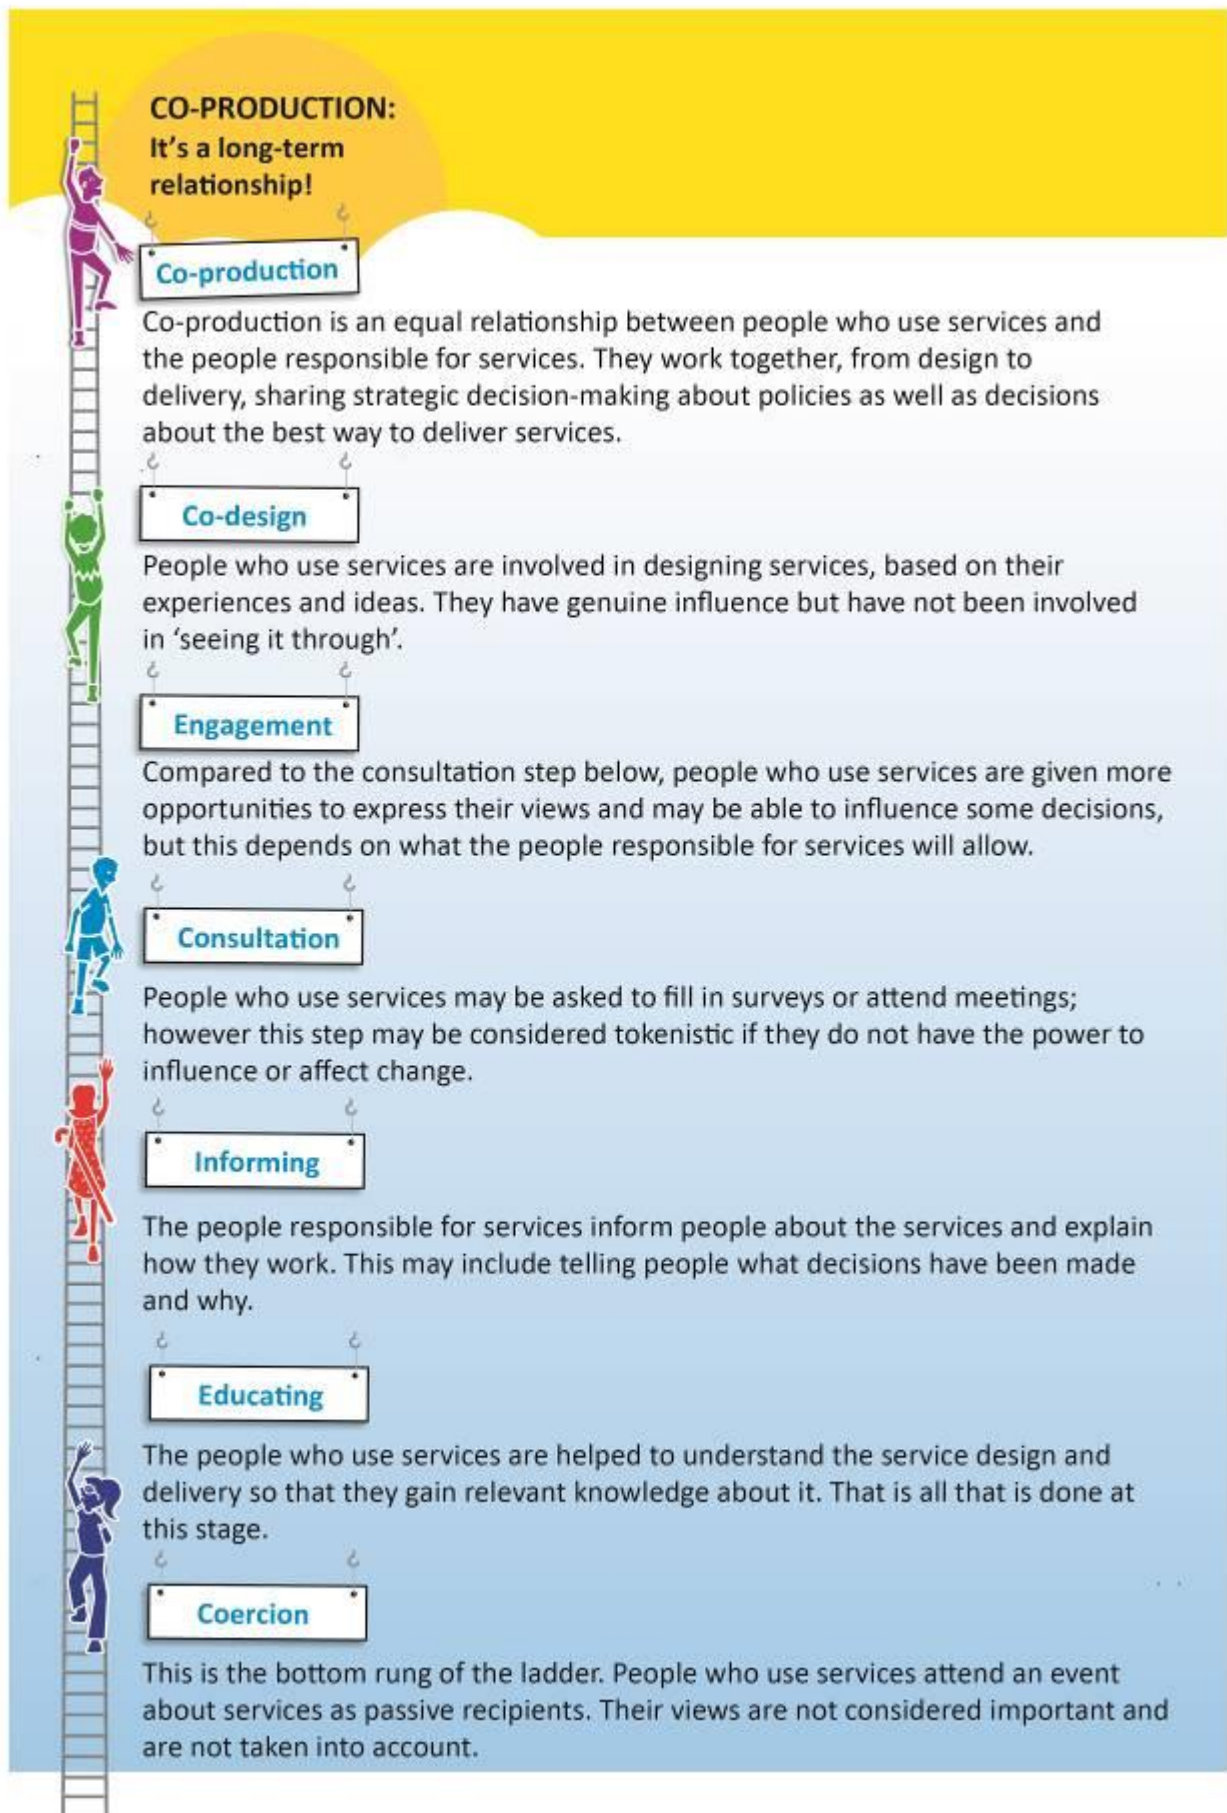 CO-PRODUCTION:
It's a long-term
relationship!
Co-production
Co-production is an equal relationship between people who use services and
the people responsible for services. They work together, from design to
delivery, sharing strategic decision-making about policies as well as decisions
about the best way to deliver services.
Co-design
People who use services are involved in designing services, based on their
experiences and ideas. They have genuine influence but have not been involved
in ‘seeing it through’.
Engagement
Compared to the consultation step below, people who use services are given more
opportunities to express their views and may be able to influence some decisions,
but this depends on what the people responsible for services will allow.
Consultation
People who use services may be asked to fill in surveys or attend meetings;
however this step may be considered tokenistic if they do not have the power to
influence or affect change.
Informing
The people responsible for services inform people about the services and explain
how they work. This may include telling people what decisions have been made
and why.
Educating
The people who use services are helped to understand the service design and
delivery so that they gain relevant knowledge about it. That is all that is done at
this stage.
Coercion
This is the bottom rung of the ladder. People who use services attend an event
about services as passive recipients. Their views are not considered important and
are not taken into account.